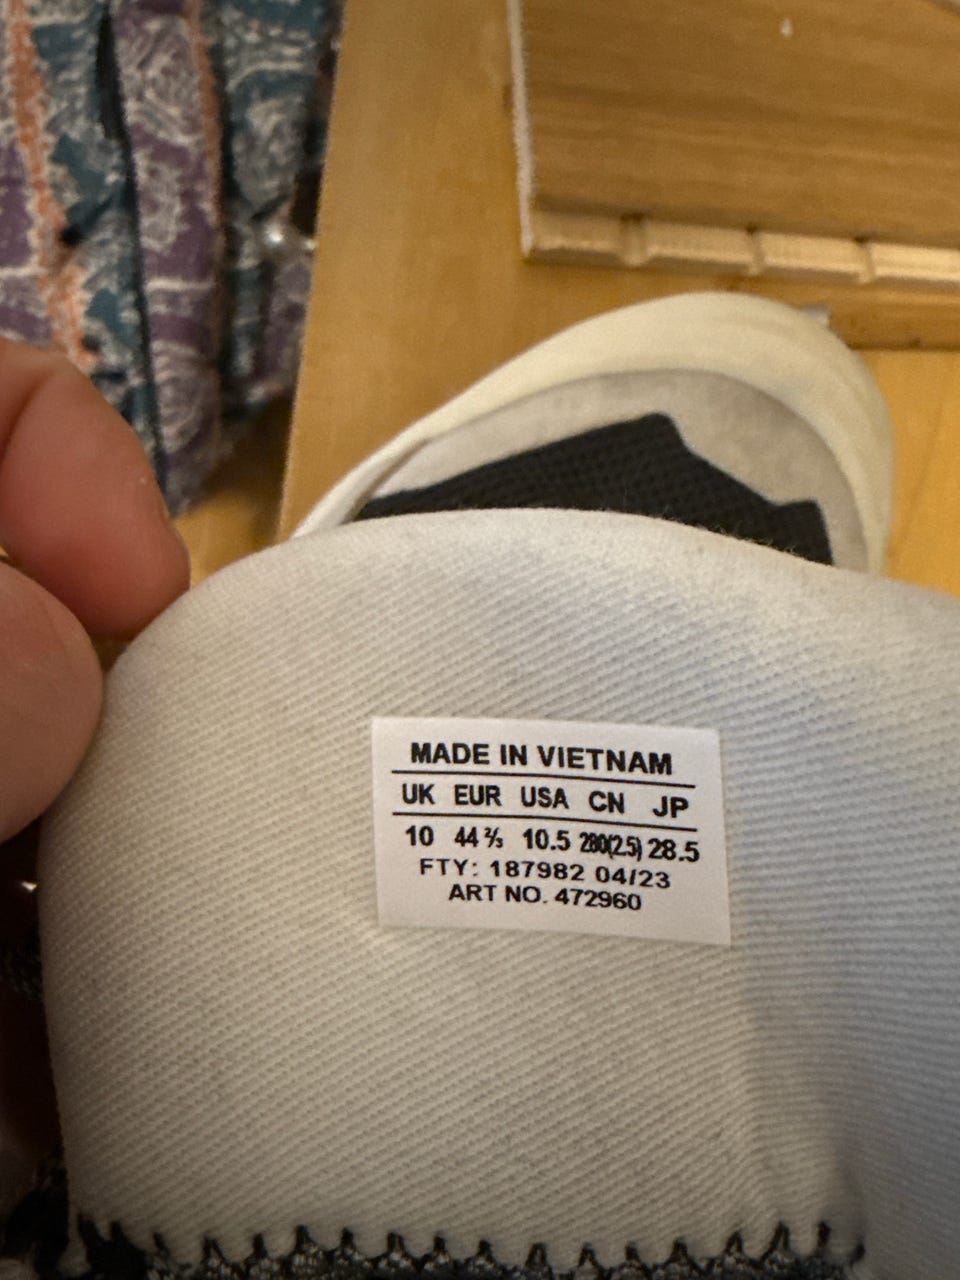 MADE IN VIETNAM
UK EUR USA CN JP
10 44⅔ 10.5 280(2.5) 28.5
FTY: 187982 04/23
ART NO. 472960